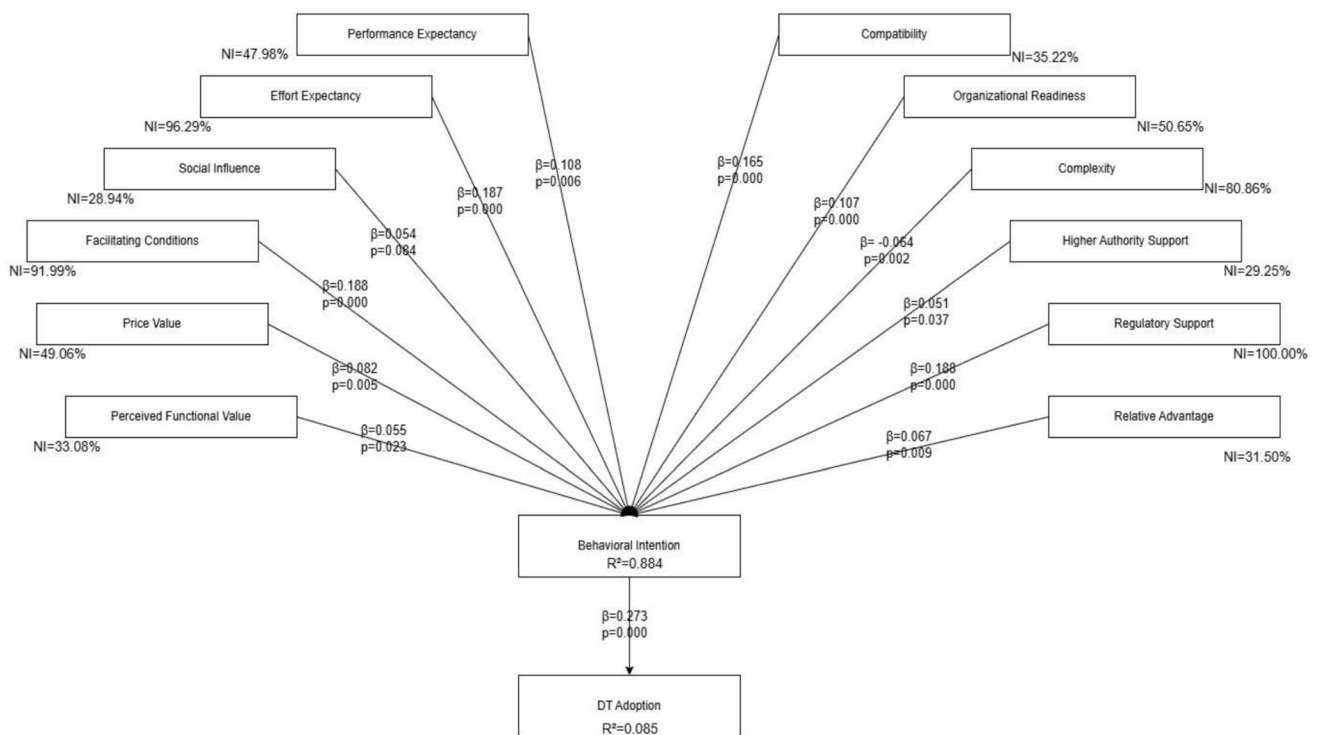 Performance Expectancy
NI=47.98%
Effort Expectancy
NI=96.29%
Social Influence
NI=28.94%
Facilitating Conditions
NI=91.99%
Price Value
NI=49.06%
Perceived Functional Value
NI=33.08%
Compatibility
NI=35.22%
Organizational Readiness
NI=50.65%
Complexity
NI=80.86%
Higher Authority Support
NI=29.25%
Regulatory Support
NI=100.00%
Relative Advantage
NI=31.50%
β=0.108
p=0.006
β=0.187
p=0.000
β=0.054
p=0.084
β=0.188
p=0.000
β=0.082
p=0.005
β=0.055
p=0.023
β=0.165
p=0.000
β=0.107
p=0.000
β= -0.064
p=0.002
β=0.051
p=0.037
β=0.188
p=0.000
β=0.067
p=0.009
Behavioral Intention
R²=0.884
β=0.273
p=0.000
DT Adoption
R²=0.085